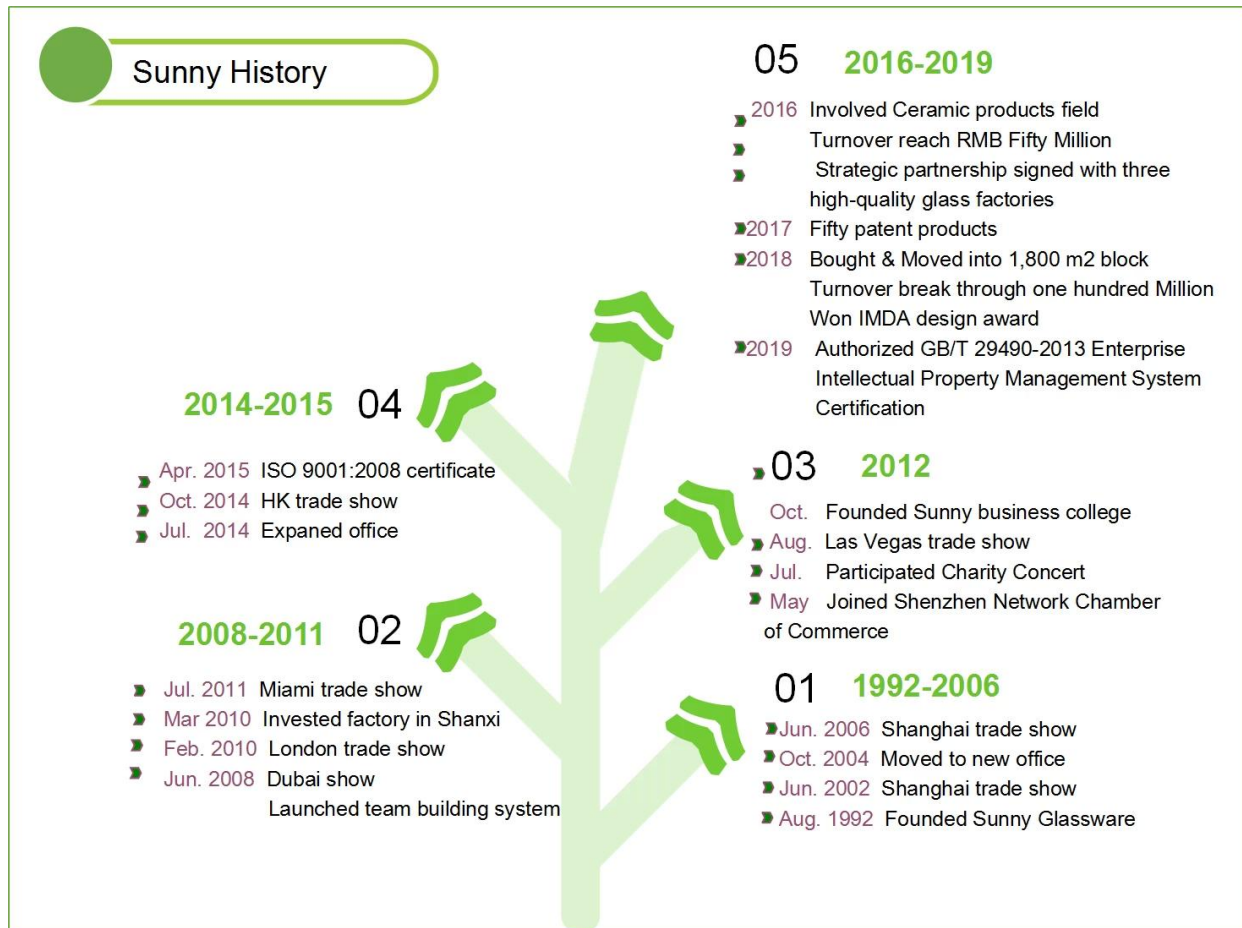 Sunny History
05 2016-2019
2016 Involved Ceramic products field
Turnover reach RMB Fifty Million
Strategic partnership signed with three
high-quality glass factories
2017 Fifty patent products
2018 Bought & Moved into 1,800 m2 block
Turnover break through one hundred Million
Won IMDA design award
2019 Authorized GB/T 29490-2013 Enterprise
Intellectual Property Management System
Certification
2014-2015 04
Apr. 2015 ISO 9001:2008 certificate
Oct. 2014 HK trade show
Jul. 2014 Expaned office
03 2012
Oct. Founded Sunny business college
Aug. Las Vegas trade show
Jul. Participated Charity Concert
May Joined Shenzhen Network Chamber
of Commerce
2008-2011 02
Jul. 2011 Miami trade show
Mar 2010 Invested factory in Shanxi
Feb. 2010 London trade show
Jun. 2008 Dubai show
Launched team building system
01 1992-2006
Jun. 2006 Shanghai trade show
Oct. 2004 Moved to new office
Jun. 2002 Shanghai trade show
Aug. 1992 Founded Sunny Glassware